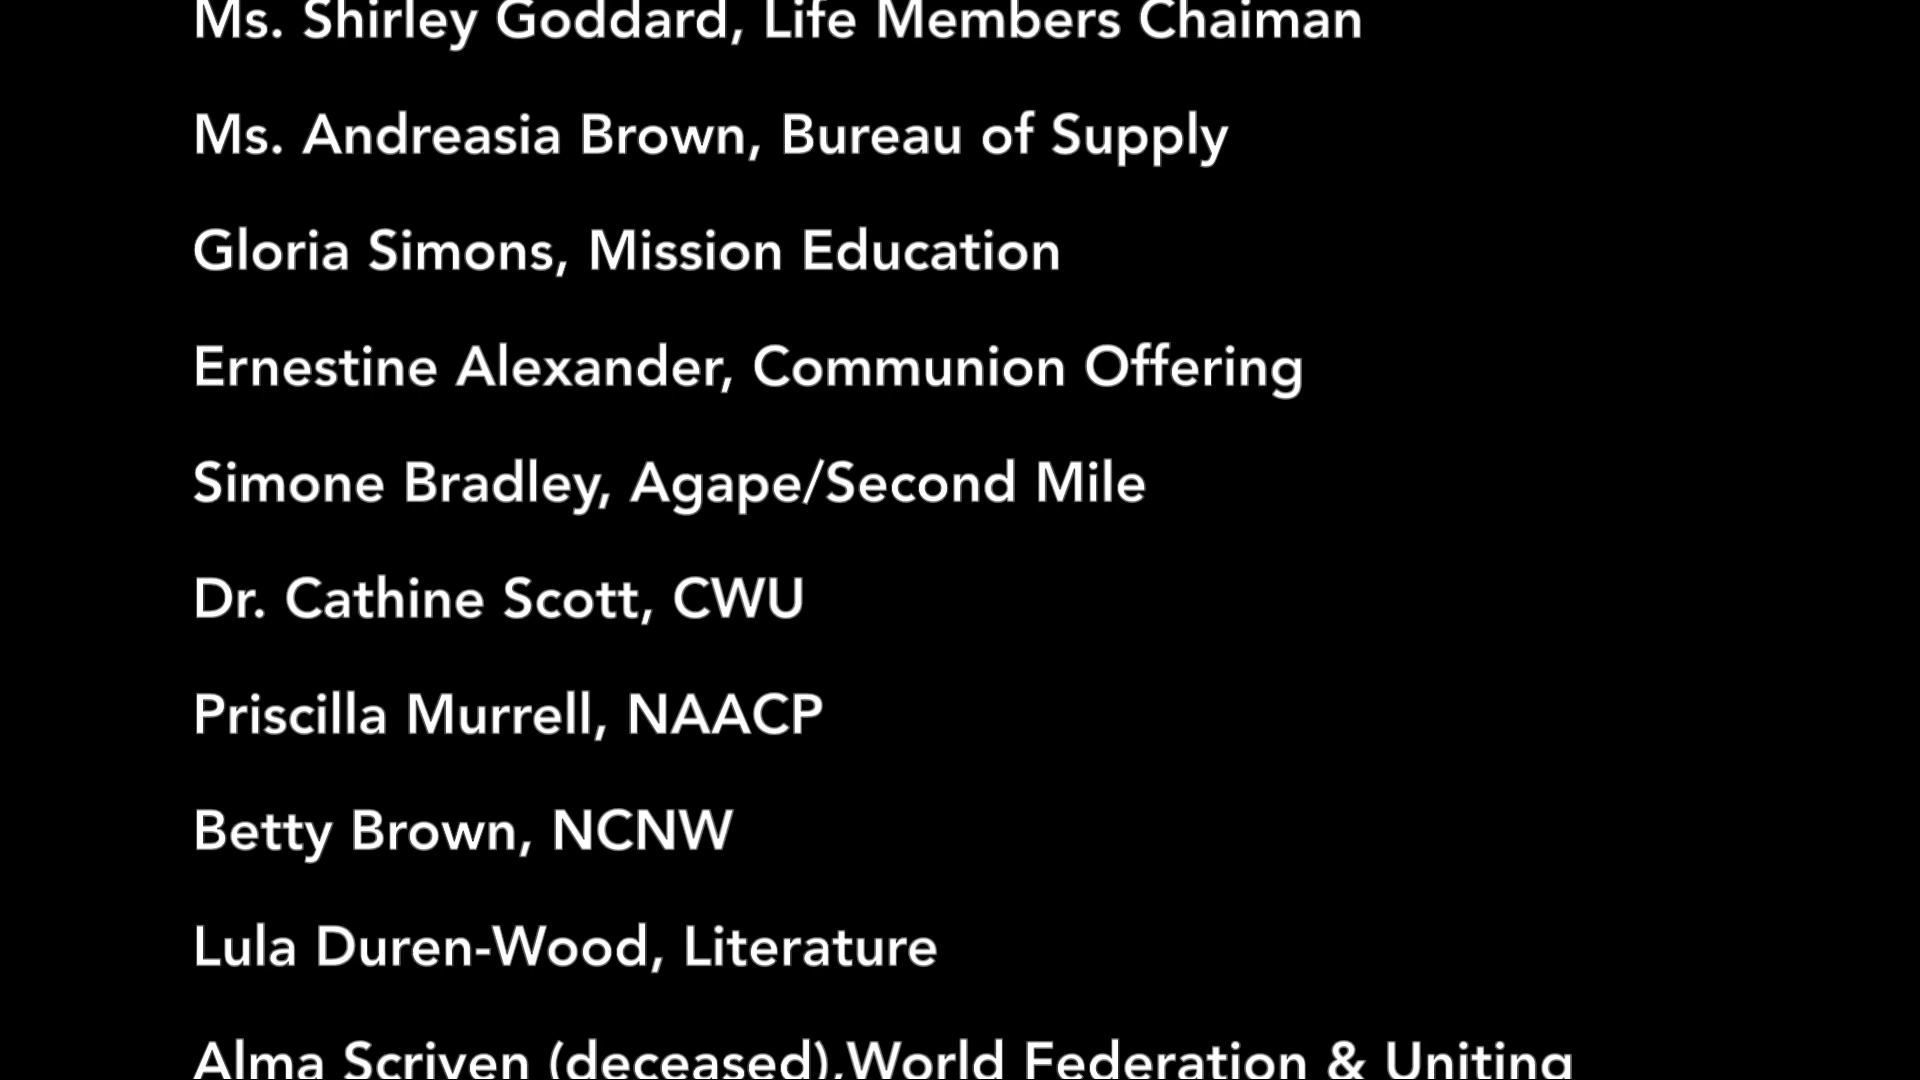 Ms. Shirley Goddard, Life Members Chaiman
Ms. Andreasia Brown, Bureau of Supply
Gloria Simons, Mission Education
Ernestine Alexander, Communion Offering
Simone Bradley, Agape/Second Mile
Dr. Cathine Scott, CWU
Priscilla Murrell, NAACP
Betty Brown, NCNW
Lula Duren-Wood, Literature
Alma Scriven (deceased),World Federation & Uniting